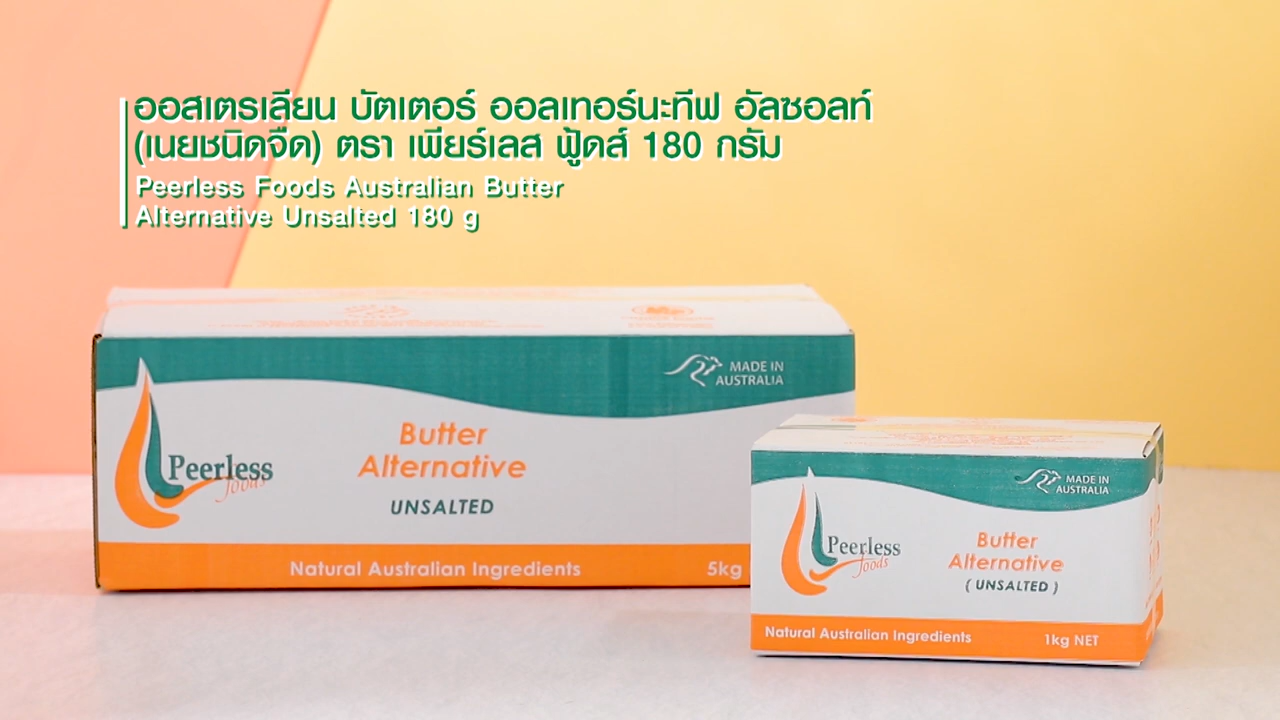 ออสเตรเลียน บัตเตอร์ ออลเทอร์นะทีฟ อัลซอลท์
(เนยชนิดจืด) ตรา เพียร์เลส ฟู้ดส์ 180 กรัม
Peerless Foods Australian Butter
Alternative Unsalted 180 g
MADE IN
AUSTRALIA
Peerless
foods
Butter
Alternative
UNSALTED
Natural Australian Ingredients
5kg
MADE IN
AUSTRALIA
Peerless
foods
Butter
Alternative
( UNSALTED )
Natural Australian Ingredients
1kg NET